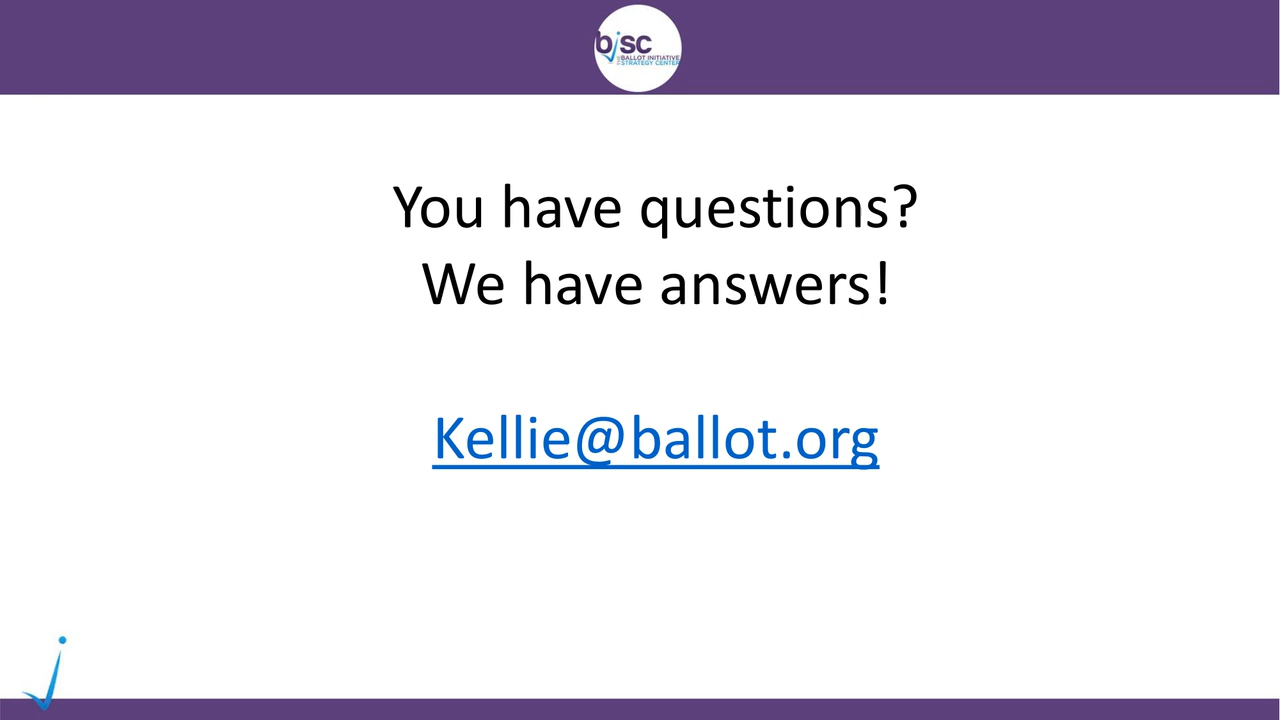 bisc
BALLOT INITIATIVE
STRATEGY CENTER
You have questions?
We have answers!
Kellie@ballot.org